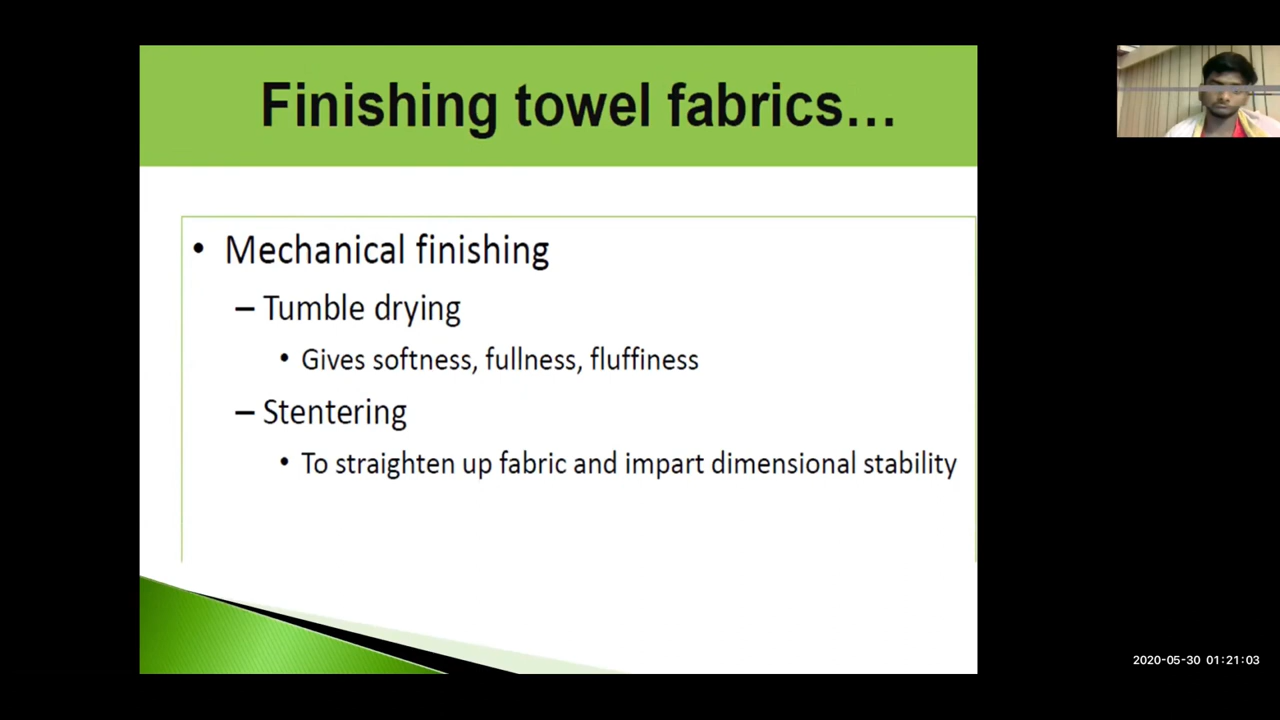 Finishing towel fabrics...
• Mechanical finishing
– Tumble drying
• Gives softness, fullness, fluffiness
– Stentering
• To straighten up fabric and impart dimensional stability
2020-05-30 01:21:03